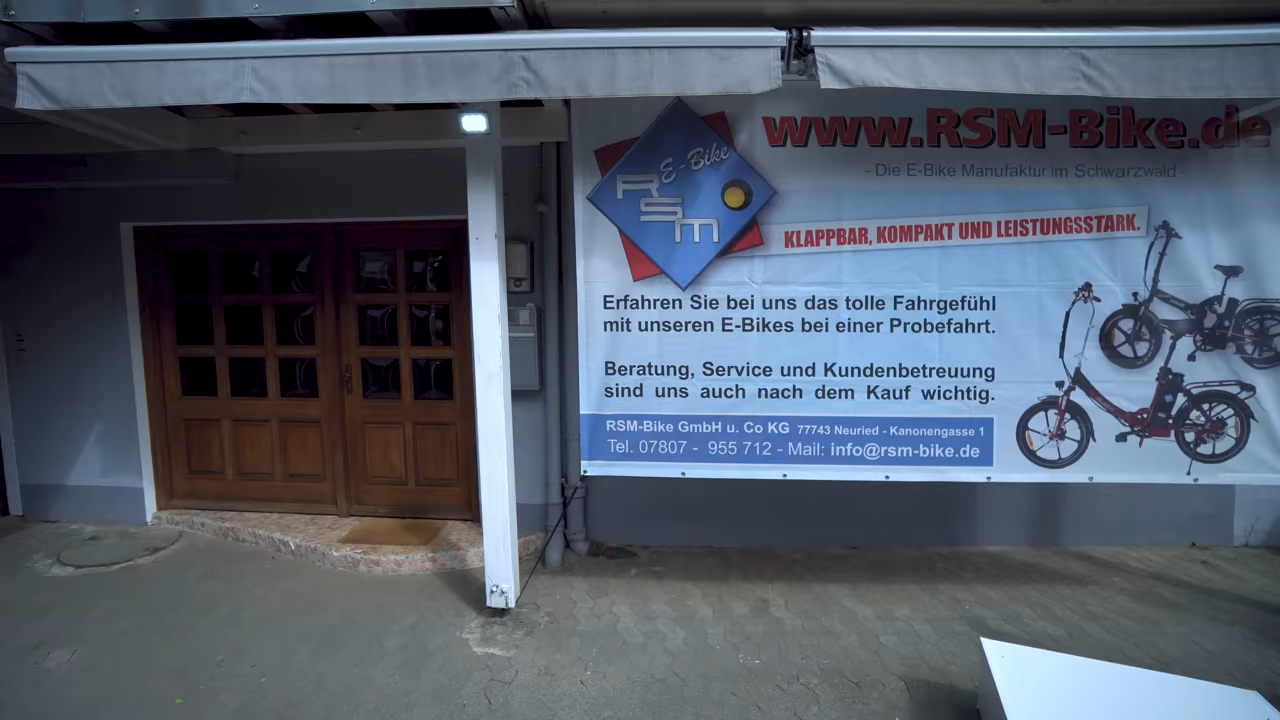 www.RSM-Bike.de
- Die E-Bike Manufaktur im Schwarzwald -
E-Bike
RSM
KLAPPBAR, KOMPAKT UND LEISTUNGSSTARK.
Erfahren Sie bei uns das tolle Fahrgefühl
mit unseren E-Bikes bei einer Probefahrt.
Beratung, Service und Kundenbetreuung
sind uns auch nach dem Kauf wichtig.
RSM-Bike GmbH u. Co KG 77743 Neuried - Kanonengasse 1
Tel. 07807 - 955 712 - Mail: info@rsm-bike.de